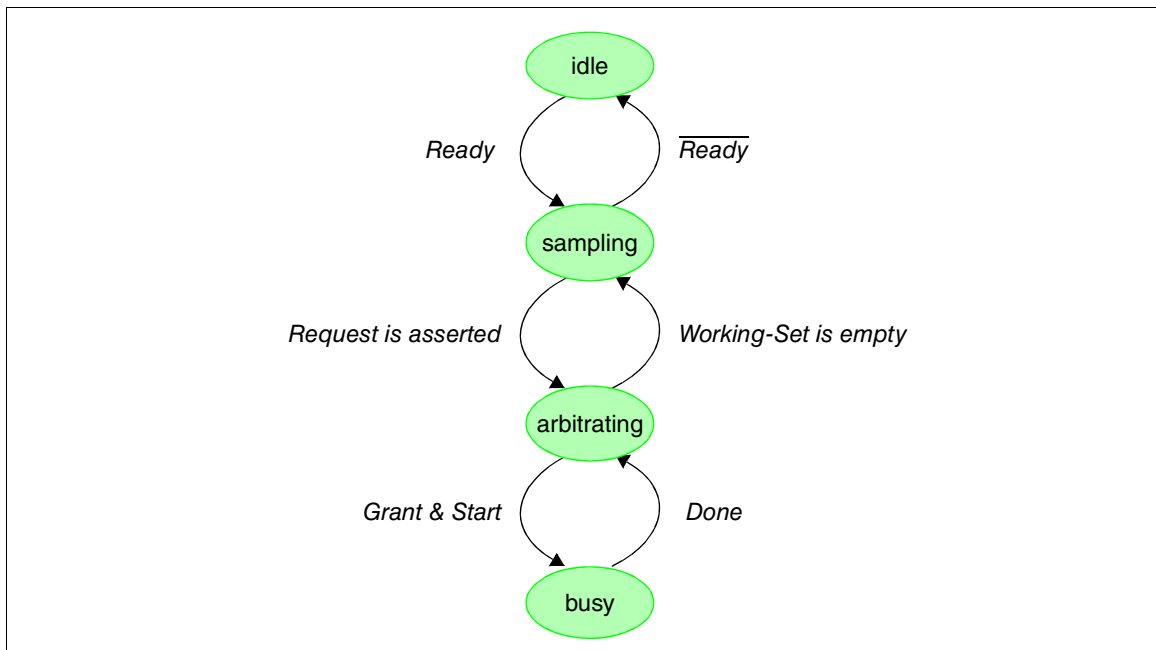 idle
Ready
Ready
sampling
Request is asserted
Working-Set is empty
arbitrating
Grant & Start
Done
busy